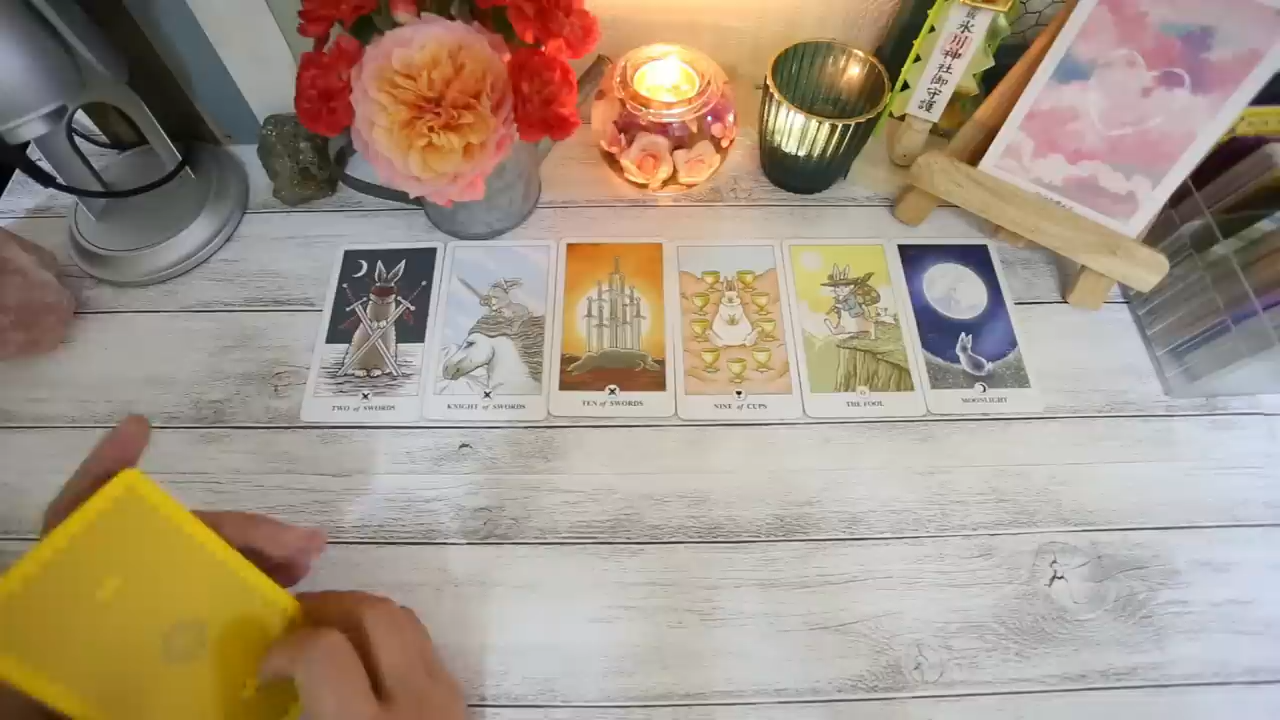 氷川神社御守護
TWO of SWORDS
KNIGHT of SWORDS
TEN of SWORDS
NINE of CUPS
THE FOOL
MOONLIGHT